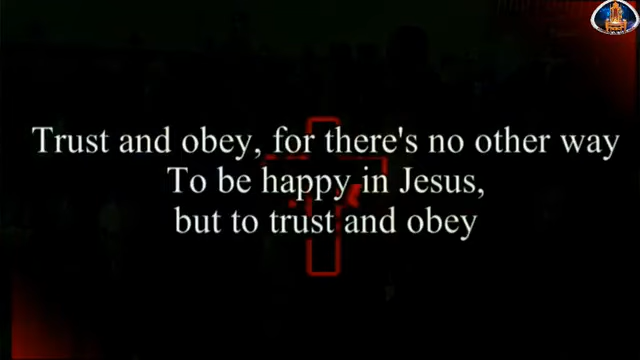 Trust and obey, for there's no other way
To be happy in Jesus,
but to trust and obey